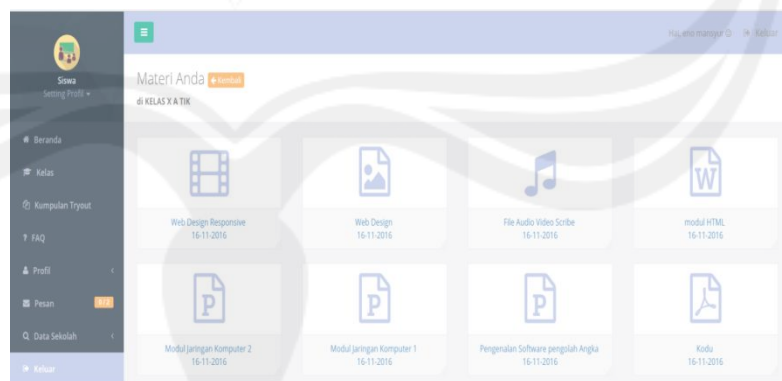 Siswa
Setting Profil
Beranda
Kelas
Kumpulan Tryout
? FAQ
Profil
Pesan
Data Sekolah
Keluar
Hai, Keluar
Materi Anda Kembali
di KELAS X A TIK
Web Design Responsive
16-11-2016
Web Design
16-11-2016
File Audio Video Scribe
16-11-2016
W
modul HTML
16-11-2016
P
Modul Jaringan Komputer 2
16-11-2016
P
Modul Jaringan Komputer 1
16-11-2016
P
Pengenalan Software pengolah Angka
16-11-2016
Kodu
16-11-2016